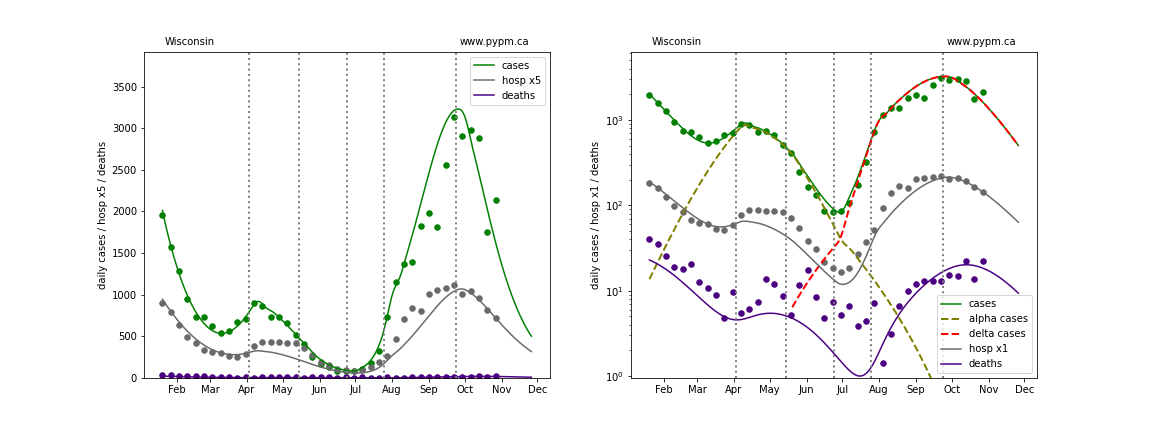 Wisconsin www.pypm.ca
cases
hosp x5
deaths
daily cases / hosp x5 / deaths
3500
3000
2500
2000
1500
1000
500
0
Feb Mar Apr May Jun Jul Aug Sep Oct Nov Dec
Wisconsin www.pypm.ca
daily cases / hosp x1 / deaths
10³
10²
10¹
10⁰
cases
alpha cases
delta cases
hosp x1
deaths
Feb Mar Apr May Jun Jul Aug Sep Oct Nov Dec